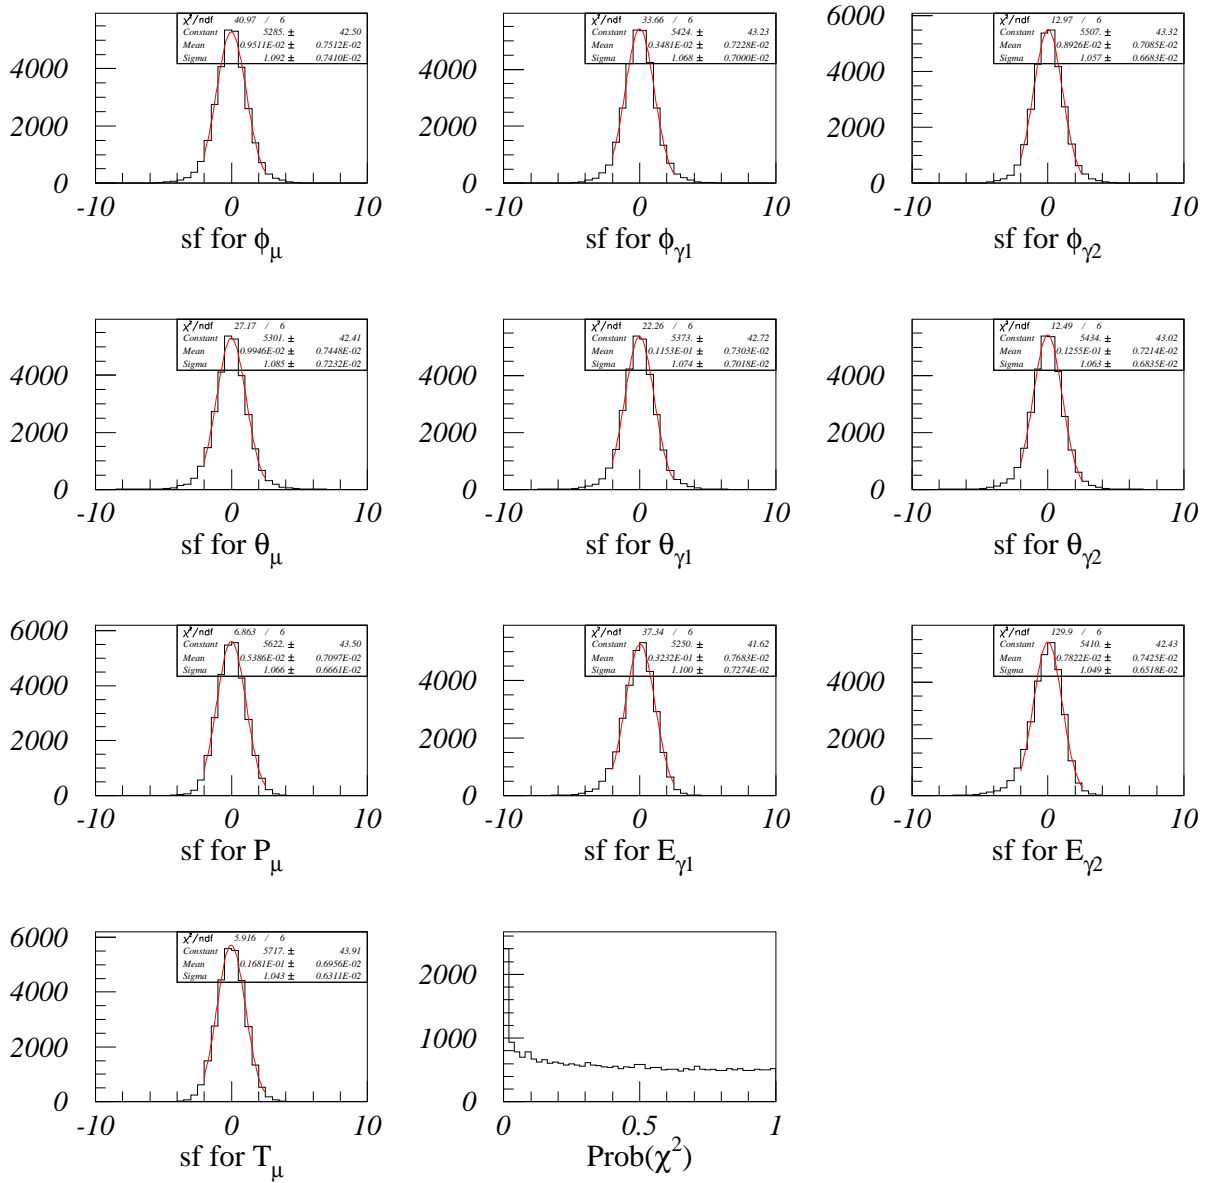 χ²/ndf 40.97 / 6
Constant 5285. ± 42.50
Mean 0.9511E-02 ± 0.7512E-02
Sigma 1.092 ± 0.7410E-02
4000
2000
0
-10 0 10
sf for ϕμ
χ²/ndf 33.66 / 6
Constant 5424. ± 43.23
Mean 0.3481E-02 ± 0.7228E-02
Sigma 1.068 ± 0.7000E-02
4000
2000
0
-10 0 10
sf for ϕγ1
χ²/ndf 12.97 / 6
Constant 5507. ± 43.32
Mean 0.8926E-02 ± 0.7085E-02
Sigma 1.057 ± 0.6683E-02
6000
4000
2000
0
-10 0 10
sf for ϕγ2
χ²/ndf 27.17 / 6
Constant 5301. ± 42.41
Mean 0.9946E-02 ± 0.7448E-02
Sigma 1.085 ± 0.7232E-02
4000
2000
0
-10 0 10
sf for θμ
χ²/ndf 22.26 / 6
Constant 5373. ± 42.72
Mean 0.1153E-01 ± 0.7303E-02
Sigma 1.074 ± 0.7018E-02
4000
2000
0
-10 0 10
sf for θγ1
χ²/ndf 12.49 / 6
Constant 5434. ± 43.02
Mean 0.1255E-01 ± 0.7214E-02
Sigma 1.063 ± 0.6835E-02
4000
2000
0
-10 0 10
sf for θγ2
χ²/ndf 6.863 / 6
Constant 5622. ± 43.50
Mean 0.5386E-02 ± 0.7097E-02
Sigma 1.066 ± 0.6661E-02
6000
4000
2000
0
-10 0 10
sf for Pμ
χ²/ndf 37.34 / 6
Constant 5250. ± 41.62
Mean 0.3232E-01 ± 0.7683E-02
Sigma 1.100 ± 0.7274E-02
4000
2000
0
-10 0 10
sf for Eγ1
χ²/ndf 129.9 / 6
Constant 5410. ± 42.43
Mean 0.7822E-02 ± 0.7425E-02
Sigma 1.049 ± 0.6518E-02
4000
2000
0
-10 0 10
sf for Eγ2
χ²/ndf 5.916 / 6
Constant 5717. ± 43.91
Mean 0.1681E-01 ± 0.6956E-02
Sigma 1.043 ± 0.6311E-02
6000
4000
2000
0
-10 0 10
sf for Tμ
2000
1000
0
0 0.5 1
Prob(χ²)